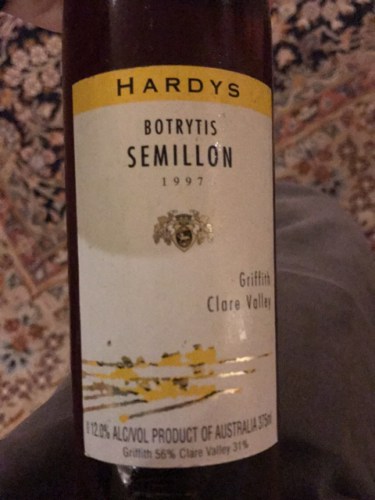 HARDYS
BOTRYTIS
SEMILLON
1997
Griffith
Clare Valley
12.0% ALC/VOL PRODUCT OF AUSTRALIA 375ml
Griffith 56% Clare Valley 31%